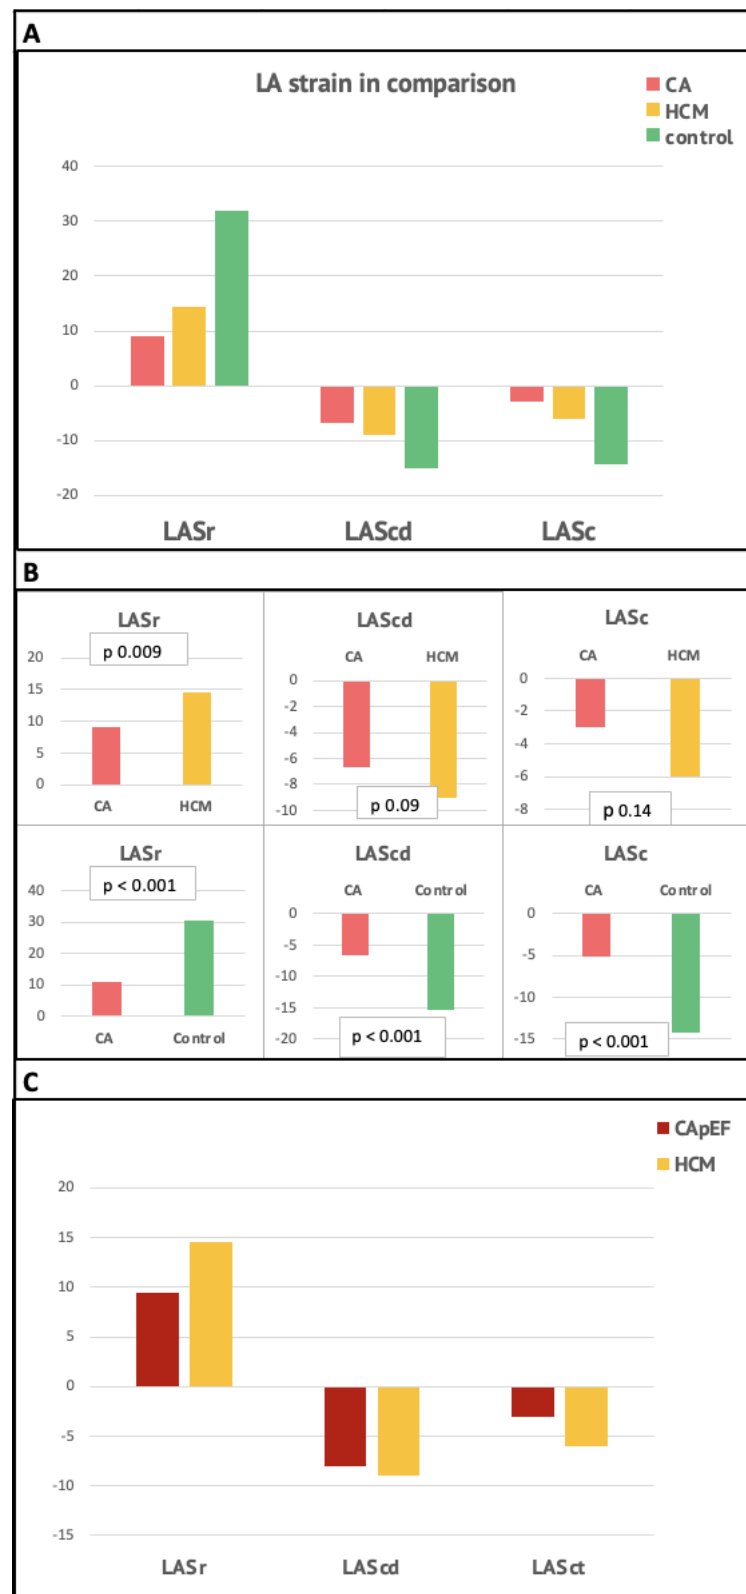 A
LA strain in comparison
CA
HCM
control
40
30
20
10
0
-10
-20
LASr
LAScd
LASc
B
LASr
p 0.009
20
15
10
5
0
CA
HCM
LAScd
CA
HCM
0
-2
-4
-6
-8
-10
p 0.09
LASc
CA
HCM
0
-2
-4
-6
-8
p 0.14
LASr
p < 0.001
40
30
20
10
0
CA
Control
LAScd
CA
Control
0
-5
-10
-15
-20
p < 0.001
LASc
CA
Control
0
-5
-10
-15
p < 0.001
C
CApEF
HCM
20
15
10
5
0
-5
-10
-15
LASr
LAScd
LASct